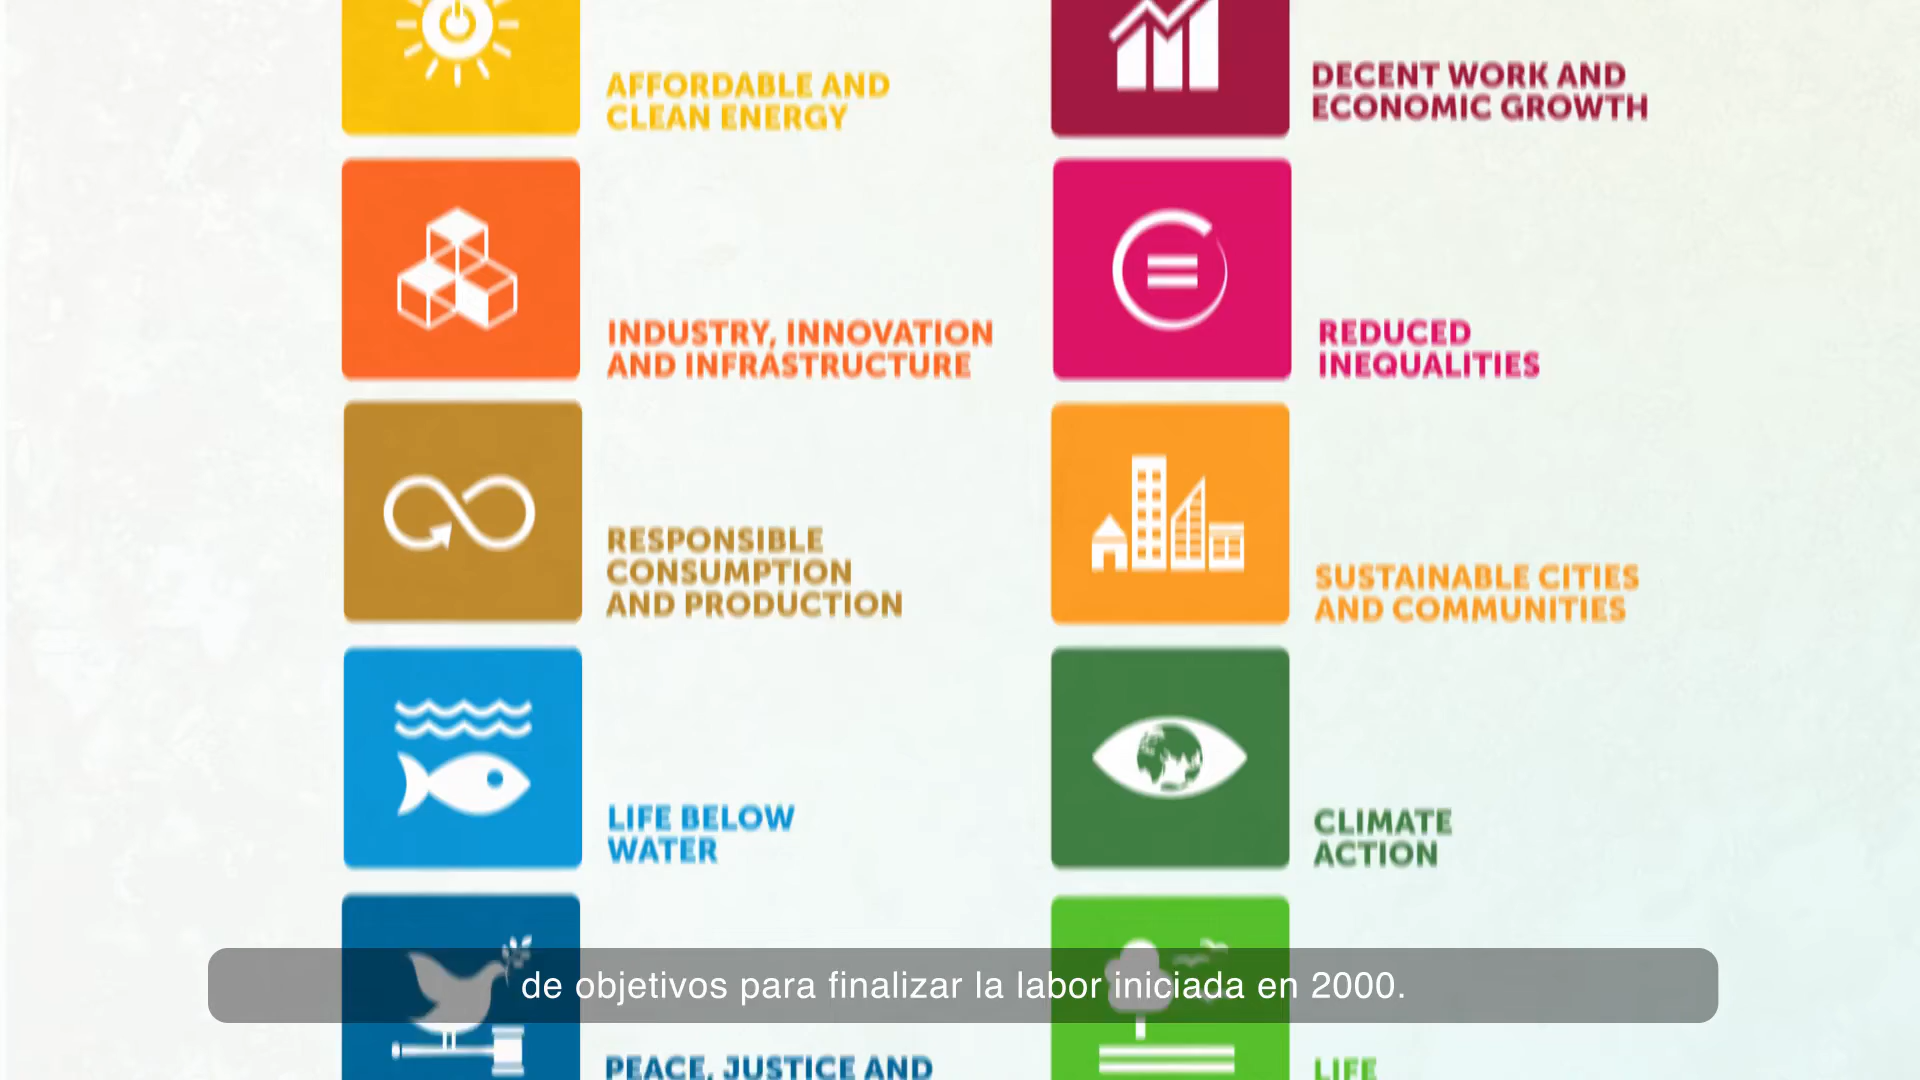 AFFORDABLE AND
CLEAN ENERGY
DECENT WORK AND
ECONOMIC GROWTH
INDUSTRY, INNOVATION
AND INFRASTRUCTURE
REDUCED
INEQUALITIES
RESPONSIBLE
CONSUMPTION
AND PRODUCTION
SUSTAINABLE CITIES
AND COMMUNITIES
LIFE BELOW
WATER
CLIMATE
ACTION
de objetivos para finalizar la labor iniciada en 2000.
PEACE, JUSTICE AND
LIFE